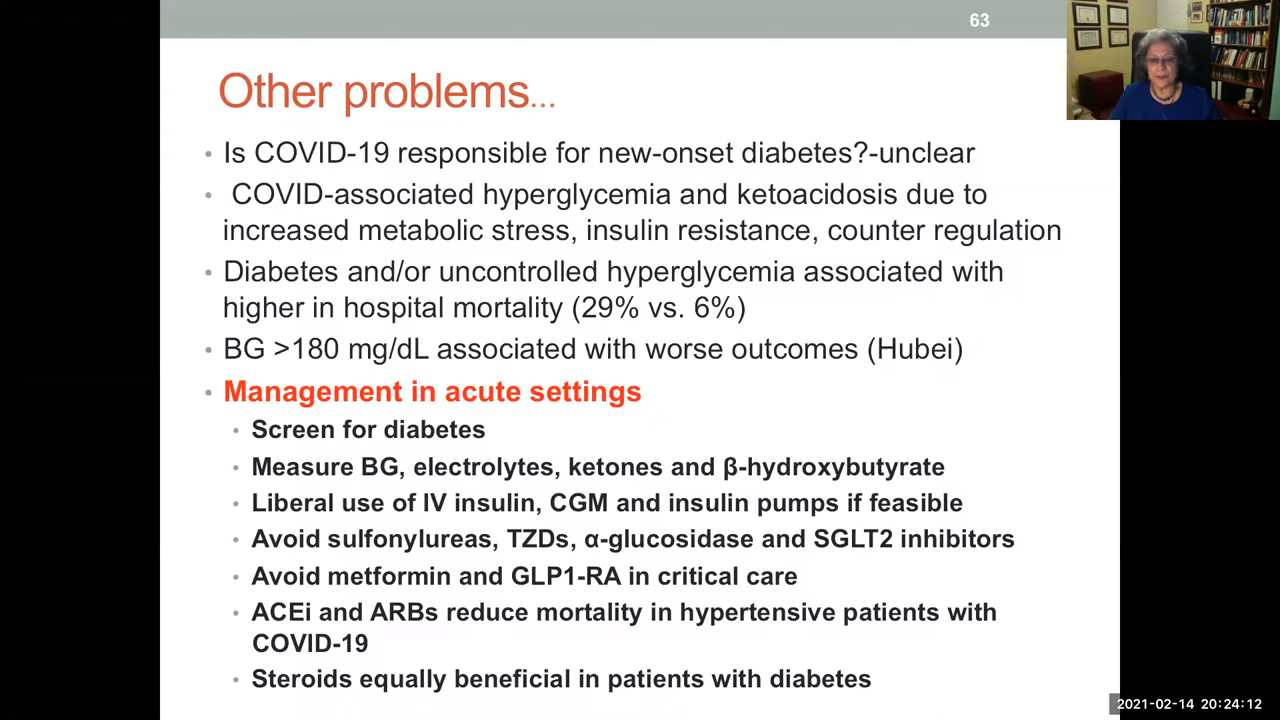 63
Other problems...
• Is COVID-19 responsible for new-onset diabetes?-unclear
• COVID-associated hyperglycemia and ketoacidosis due to
increased metabolic stress, insulin resistance, counter regulation
• Diabetes and/or uncontrolled hyperglycemia associated with
higher in hospital mortality (29% vs. 6%)
• BG >180 mg/dL associated with worse outcomes (Hubei)
• Management in acute settings
• Screen for diabetes
• Measure BG, electrolytes, ketones and β-hydroxybutyrate
• Liberal use of IV insulin, CGM and insulin pumps if feasible
• Avoid sulfonylureas, TZDs, α-glucosidase and SGLT2 inhibitors
• Avoid metformin and GLP1-RA in critical care
• ACEi and ARBs reduce mortality in hypertensive patients with
COVID-19
• Steroids equally beneficial in patients with diabetes
2021-02-14 20:24:12